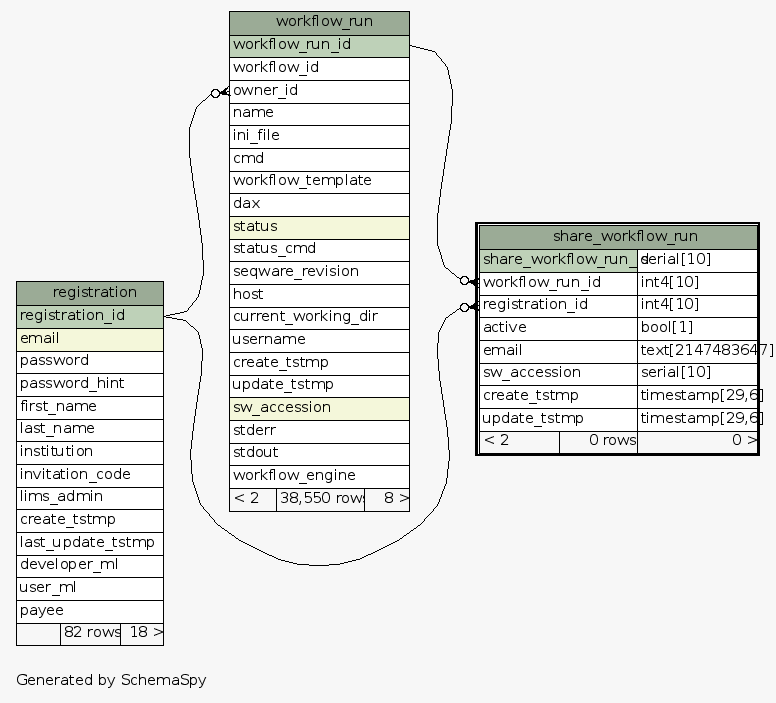 workflow_run
workflow_run_id
workflow_id
owner_id
name
ini_file
cmd
workflow_template
dax
status
status_cmd
seqware_revision
host
current_working_dir
username
create_tstmp
update_tstmp
sw_accession
stderr
stdout
workflow_engine
< 2 38,550 rows 8 >
share_workflow_run
share_workflow_run_ serial[10]
workflow_run_id int4[10]
registration_id int4[10]
active bool[1]
email text[2147483647]
sw_accession serial[10]
create_tstmp timestamp[29,6]
update_tstmp timestamp[29,6]
< 2 0 rows 0 >
registration
registration_id
email
password
password_hint
first_name
last_name
institution
invitation_code
lims_admin
create_tstmp
last_update_tstmp
developer_ml
user_ml
payee
82 rows 18 >
Generated by SchemaSpy